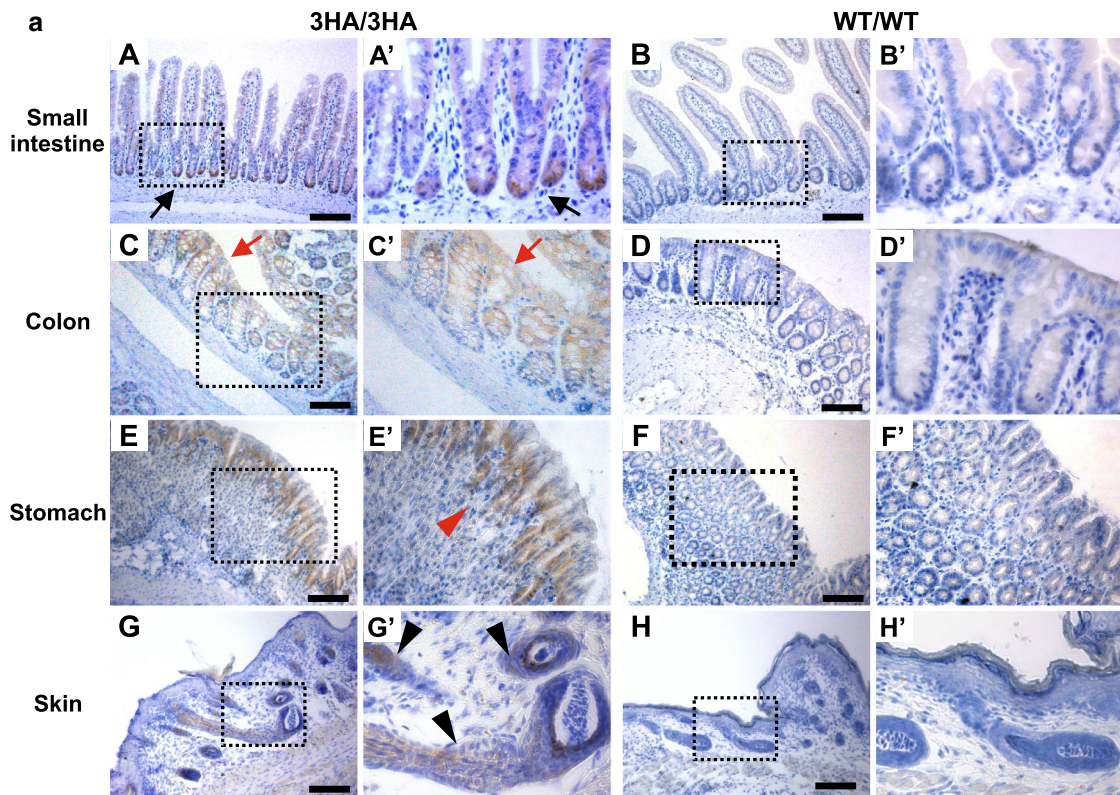 a
3HA/3HA
WT/WT
Small
intestine
A
A'
B
B'
Colon
C
C'
D
D'
Stomach
E
E'
F
F'
Skin
G
G'
H
H'